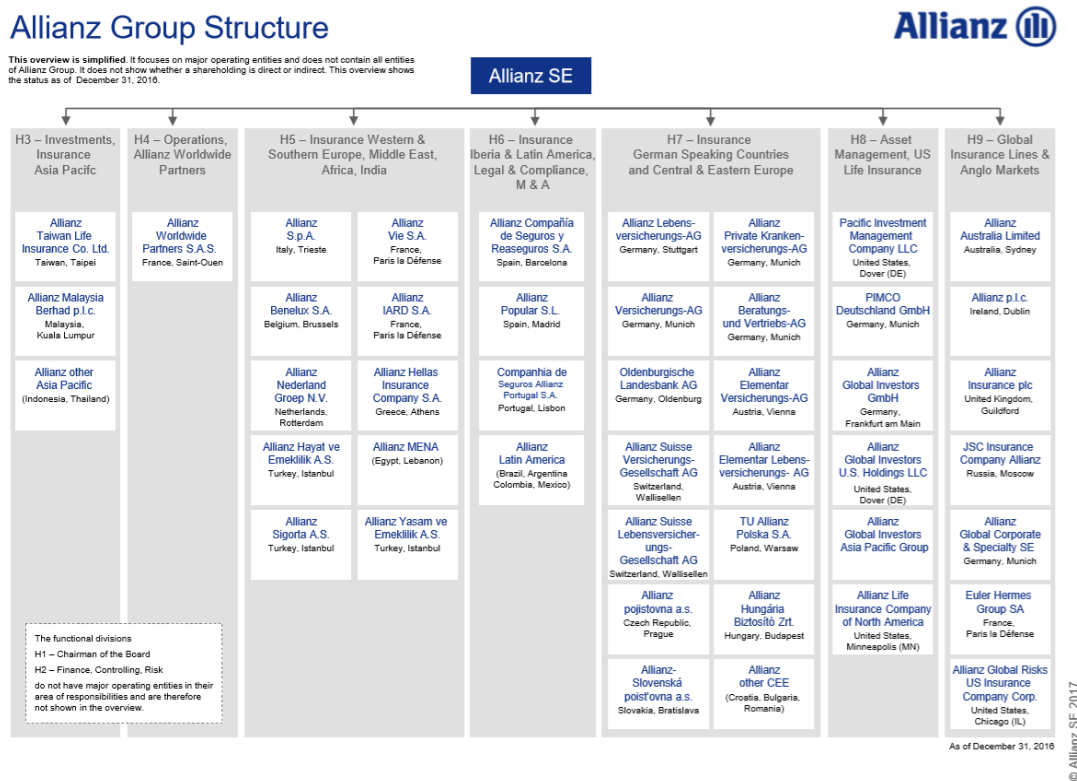 Allianz Group Structure
Allianz
This overview is simplified. It focuses on major operating entities and does not contain all entities
of Allianz Group. It does not show whether a shareholding is direct or indirect. This overview shows
the status as of December 31, 2016.
Allianz SE
H3 – Investments,
Insurance
Asia Pacifc
H4 – Operations,
Allianz Worldwide
Partners
H5 – Insurance Western &
Southern Europe, Middle East,
Africa, India
H6 – Insurance
Iberia & Latin America,
Legal & Compliance,
M & A
H7 – Insurance
German Speaking Countries
and Central & Eastern Europe
H8 – Asset
Management, US
Life Insurance
H9 – Global
Insurance Lines &
Anglo Markets
Allianz
Taiwan Life
Insurance Co. Ltd.
Taiwan, Taipei
Allianz Malaysia
Berhad p.l.c.
Malaysia,
Kuala Lumpur
Allianz other
Asia Pacific
(Indonesia, Thailand)
Allianz
Worldwide
Partners S.A.S.
France, Saint-Ouen
Allianz
S.p.A.
Italy, Trieste
Allianz
Vie S.A.
France,
Paris la Défense
Allianz
Benelux S.A.
Belgium, Brussels
Allianz
IARD S.A.
France,
Paris la Défense
Allianz
Nederland
Groep N.V.
Netherlands,
Rotterdam
Allianz Hellas
Insurance
Company S.A.
Greece, Athens
Allianz Hayat ve
Emeklilik A.S.
Turkey, Istanbul
Allianz MENA
(Egypt, Lebanon)
Allianz
Sigorta A.S.
Turkey, Istanbul
Allianz Yasam ve
Emeklilik A.S.
Turkey, Istanbul
Allianz Compañía
de Seguros y
Reaseguros S.A.
Spain, Barcelona
Allianz
Popular S.L.
Spain, Madrid
Companhia de
Seguros Allianz
Portugal S.A.
Portugal, Lisbon
Allianz
Latin America
(Brazil, Argentina
Colombia, Mexico)
Allianz Lebens-
versicherungs-AG
Germany, Stuttgart
Allianz
Private Kranken-
versicherungs-AG
Germany, Munich
Allianz
Versicherungs-AG
Germany, Munich
Allianz
Beratungs-
und Vertriebs-AG
Germany, Munich
Oldenburgische
Landesbank AG
Germany, Oldenburg
Allianz
Elementar
Versicherungs-AG
Austria, Vienna
Allianz Suisse
Versicherungs-
Gesellschaft AG
Switzerland,
Wallisellen
Allianz
Elementar Lebens-
versicherungs- AG
Austria, Vienna
Allianz Suisse
Lebensversicher-
ungs-
Gesellschaft AG
Switzerland, Wallisellen
TU Allianz
Polska S.A.
Poland, Warsaw
Allianz
pojistovna a.s.
Czech Republic,
Prague
Allianz
Hungária
Biztosító Zrt.
Hungary, Budapest
Allianz-
Slovenská
poist'ovna a.s.
Slovakia, Bratislava
Allianz
other CEE
(Croatia, Bulgaria,
Romania)
Pacific Investment
Management
Company LLC
United States,
Dover (DE)
PIMCO
Deutschland GmbH
Germany, Munich
Allianz
Global Investors
GmbH
Germany,
Frankfurt am Main
Allianz
Global Investors
U.S. Holdings LLC
United States,
Dover (DE)
Allianz
Global Investors
Asia Pacific Group
Allianz Life
Insurance Company
of North America
United States,
Minneapolis (MN)
Allianz
Australia Limited
Australia, Sydney
Allianz p.l.c.
Ireland, Dublin
Allianz
Insurance plc
United Kingdom,
Guildford
JSC Insurance
Company Allianz
Russia, Moscow
Allianz
Global Corporate
& Specialty SE
Germany, Munich
Euler Hermes
Group SA
France,
Paris la Défense
Allianz Global Risks
US Insurance
Company Corp.
United States,
Chicago (IL)
The functional divisions
H1 – Chairman of the Board
H2 – Finance, Controlling, Risk
do not have major operating entities in their
area of responsibilities and are therefore
not shown in the overview.
As of December 31, 2016
© Allianz SE 2017